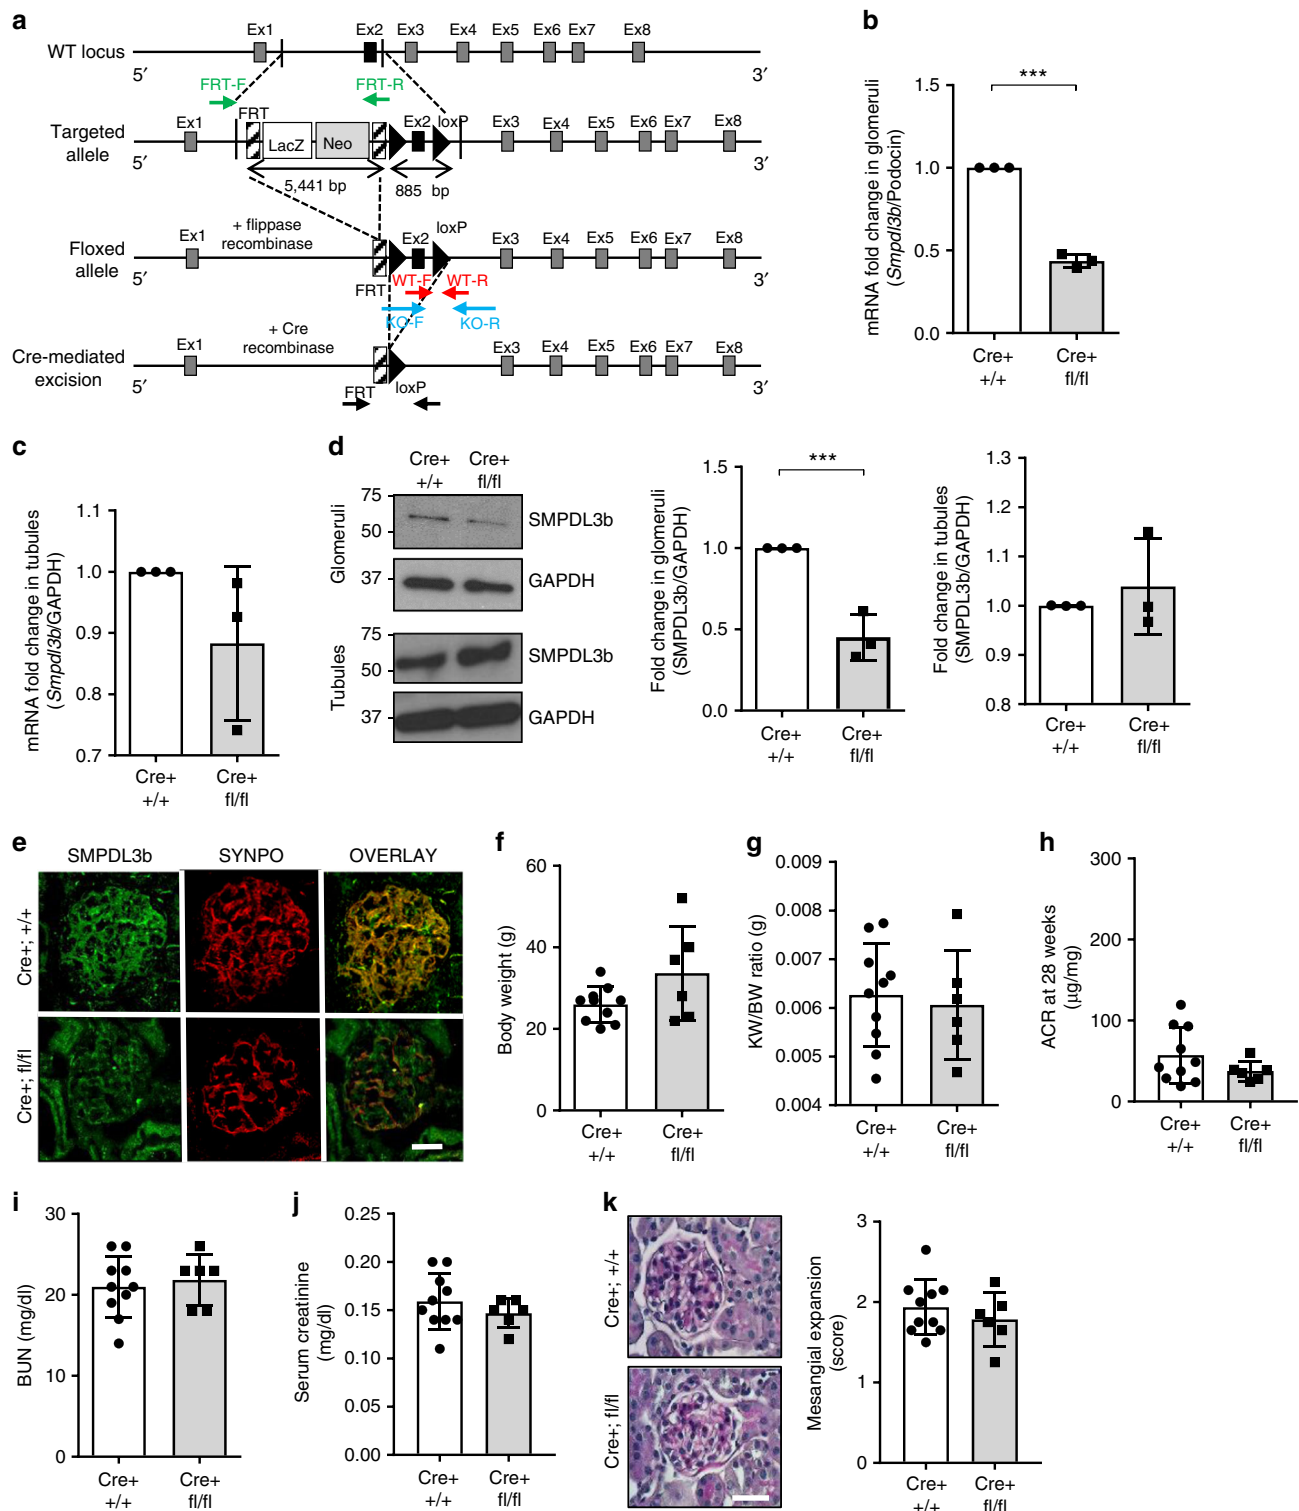 a
WT locus
Ex1 Ex2 Ex3 Ex4 Ex5 Ex6 Ex7 Ex8
5′ 3′
FRT-F FRT-R
Targeted
allele
Ex1 FRT LacZ Neo Ex2 loxP Ex3 Ex4 Ex5 Ex6 Ex7 Ex8
5′ 3′
5,441 bp 885 bp
+ flippase
recombinase
Floxed
allele
Ex1 Ex2 loxP Ex3 Ex4 Ex5 Ex6 Ex7 Ex8
5′ 3′
FRT WT-F WT-R
KO-F KO-R
+ Cre
recombinase
Cre-mediated
excision
Ex1 Ex3 Ex4 Ex5 Ex6 Ex7 Ex8
5′ 3′
FRT loxP
b
mRNA fold change in glomeruli
(Smpdl3b/Podocin)
1.5
1.0
0.5
0.0
***
Cre+ Cre+
+/+ fl/fl
c
mRNA fold change in tubules
(Smpdl3b/GAPDH)
1.1
1.0
0.9
0.8
0.7
Cre+ Cre+
+/+ fl/fl
d
Cre+ Cre+
+/+ fl/fl
Glomeruli
75
50
SMPDL3b
37
GAPDH
Tubules
75
50
SMPDL3b
37
GAPDH
Fold change in glomeruli
(SMPDL3b/GAPDH)
1.5
1.0
0.5
0.0
***
Cre+ Cre+
+/+ fl/fl
Fold change in tubules
(SMPDL3b/GAPDH)
1.3
1.2
1.1
1.0
0.9
0.8
Cre+ Cre+
+/+ fl/fl
e
SMPDL3b SYNPO OVERLAY
Cre+; +/+
Cre+; fl/fl
f
Body weight (g)
60
40
20
0
Cre+ Cre+
+/+ fl/fl
g
KW/BW ratio (g)
0.009
0.008
0.007
0.006
0.005
0.004
Cre+ Cre+
+/+ fl/fl
h
ACR at 28 weeks
(µg/mg)
300
200
100
50
0
Cre+ Cre+
+/+ fl/fl
i
BUN (mg/dl)
30
20
10
0
Cre+ Cre+
+/+ fl/fl
j
Serum creatinine
(mg/dl)
0.25
0.20
0.15
0.10
0.05
0.00
Cre+ Cre+
+/+ fl/fl
k
Cre+; +/+
Cre+; fl/fl
Mesangial expansion
(score)
3
2
1
0
Cre+ Cre+
+/+ fl/fl